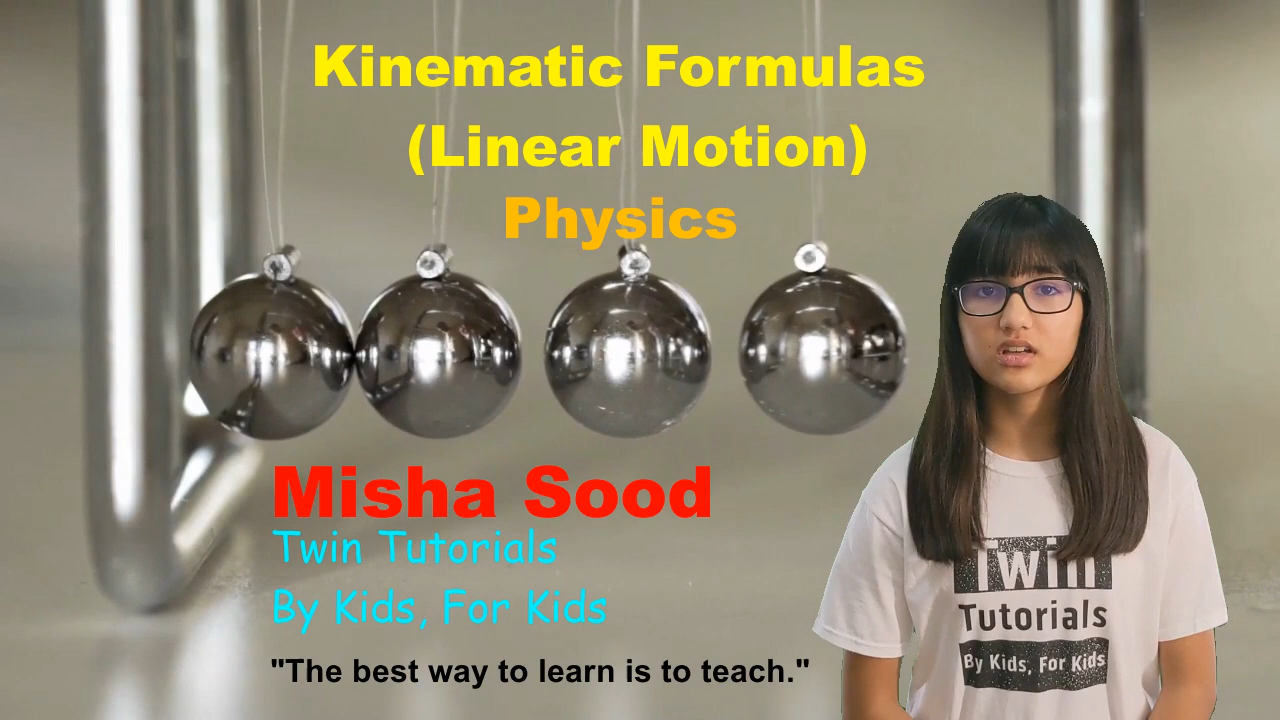 Kinematic Formulas
(Linear Motion)
Physics
Misha Sood
Twin Tutorials
By Kids, For Kids
"The best way to learn is to teach."
Twin
Tutorials
By Kids, For Kids